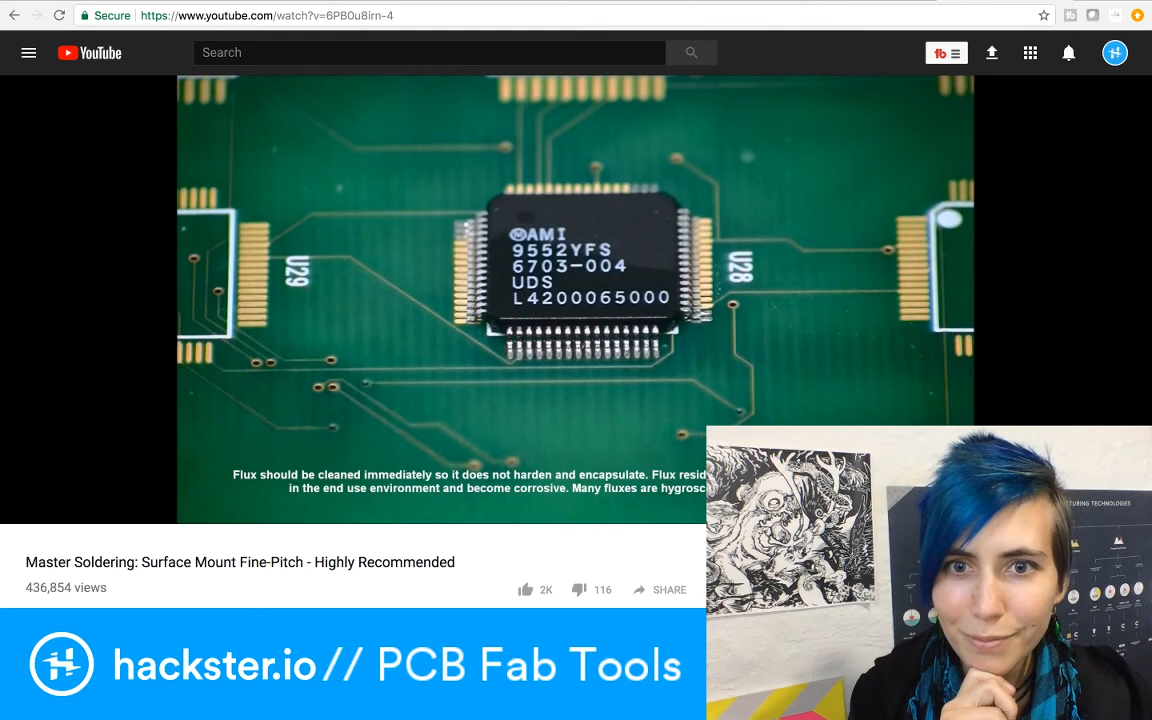 Secure
https://www.youtube.com/watch?v=6PB0u8irn-4
YouTube
Search
AMI
9552YFS
6703-004
UDS
L4200065000
U29
U28
Flux should be cleaned immediately so it does not harden and encapsulate. Flux resid
in the end use environment and become corrosive. Many fluxes are hygrosc
TURING TECHNOLOGIES
Master Soldering: Surface Mount Fine-Pitch - Highly Recommended
436,854 views
2K
116
SHARE
hackster.io // PCB Fab Tools